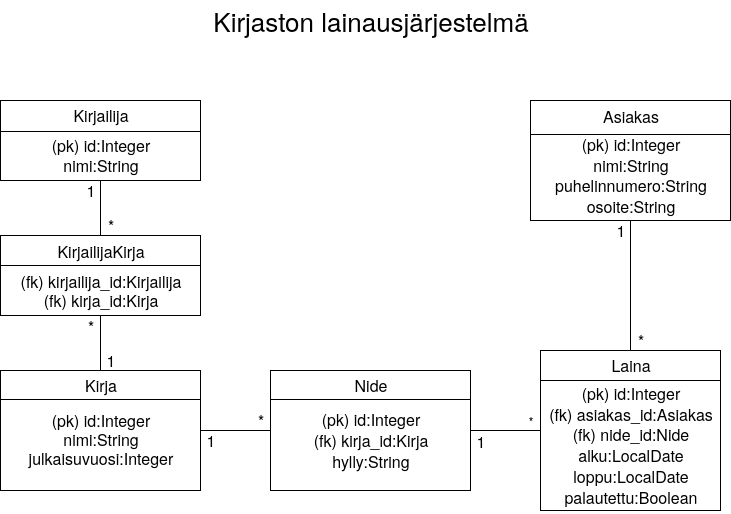 Kirjaston lainausjärjestelmä
Kirjailija
(pk) id:Integer
nimi:String
1
*
KirjailijaKirja
(fk) kirjailija_id:Kirjailija
(fk) kirja_id:Kirja
*
1
Kirja
(pk) id:Integer
nimi:String
julkaisuvuosi:Integer
1
*
Nide
(pk) id:Integer
(fk) kirja_id:Kirja
hylly:String
1
*
Asiakas
(pk) id:Integer
nimi:String
puhelinnumero:String
osoite:String
1
*
Laina
(pk) id:Integer
(fk) asiakas_id:Asiakas
(fk) nide_id:Nide
alku:LocalDate
loppu:LocalDate
palautettu:Boolean